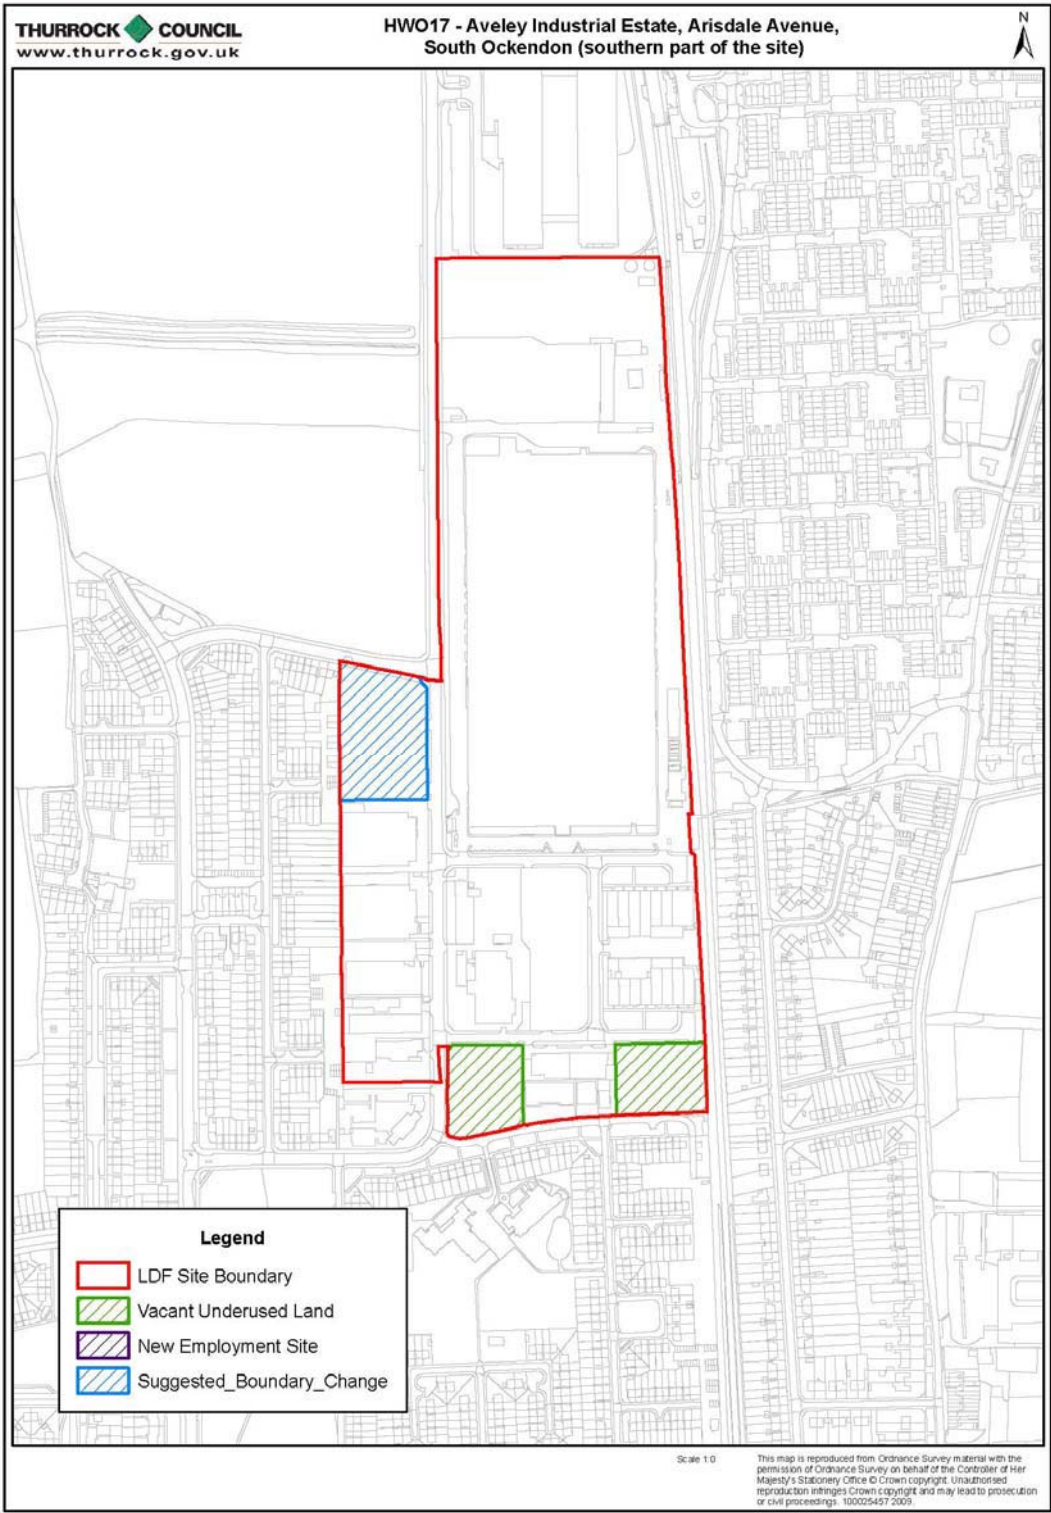 THURROCK COUNCIL
www.thurrock.gov.uk
HWO17 - Aveley Industrial Estate, Arisdale Avenue,
South Ockendon (southern part of the site)
N
Legend
LDF Site Boundary
Vacant Underused Land
New Employment Site
Suggested_Boundary_Change
Scale 1:0
This map is reproduced from Ordnance Survey material with the
permission of Ordnance Survey on behalf of the Controller of Her
Majesty's Stationery Office © Crown copyright. Unauthorised
reproduction infringes Crown copyright and may lead to prosecution
or civil proceedings. 100025457 2009.